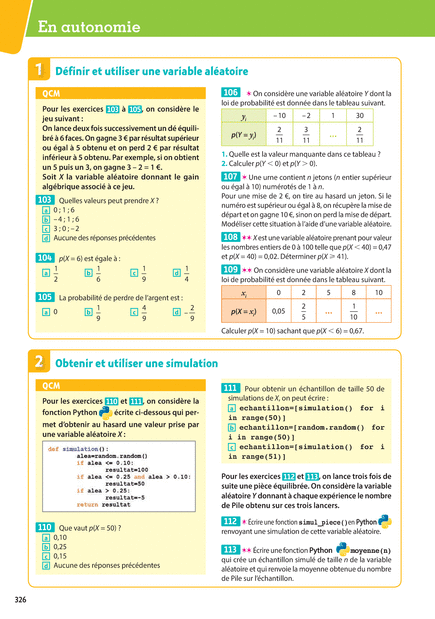 En autonomie
1 Définir et utiliser une variable aléatoire
QCM
Pour les exercices 103 à 105, on considère le
jeu suivant :
On lance deux fois successivement un dé équili-
bré à 6 faces. On gagne 3 € par résultat supérieur
ou égal à 5 obtenu et on perd 2 € par résultat
inférieur à 5 obtenu. Par exemple, si on obtient
un 5 puis un 3, on gagne 3 – 2 = 1 €.
Soit X la variable aléatoire donnant le gain
algébrique associé à ce jeu.
103 Quelles valeurs peut prendre X ?
a 0 ; 1 ; 6
b –4 ; 1 ; 6
c 3 ; 0 ; –2
d Aucune des réponses précédentes
104 p(X = 6) est égale à :
a 1/2 b 1/6 c 1/9 d 1/4
105 La probabilité de perdre de l'argent est :
a 0 b 1/9 c 4/9 d –2/9
106 * On considère une variable aléatoire Y dont la
loi de probabilité est donnée dans le tableau suivant.
yi –10 –2 1 30
p(Y = yi) 2/11 3/11 ... 2/11
1. Quelle est la valeur manquante dans ce tableau ?
2. Calculer p(Y < 0) et p(Y > 0).
107 * Une urne contient n jetons (n entier supérieur
ou égal à 10) numérotés de 1 à n.
Pour une mise de 2 €, on tire au hasard un jeton. Si le
numéro est supérieur ou égal à 8, on récupère la mise de
départ et on gagne 10 €, sinon on perd la mise de départ.
Modéliser cette situation à l'aide d'une variable aléatoire.
108 ** X est une variable aléatoire prenant pour valeur
les nombres entiers de 0 à 100 telle que p(X < 40) = 0,47
et p(X = 40) = 0,02. Déterminer p(X ⩾ 41).
109 ** On considère une variable aléatoire X dont la
loi de probabilité est donnée dans le tableau suivant.
xi 0 2 5 8 10
p(X = xi) 0,05 2/5 ... 1/10 ...
Calculer p(X = 10) sachant que p(X < 6) = 0,67.
2 Obtenir et utiliser une simulation
QCM
Pour les exercices 110 et 111, on considère la
fonction Python écrite ci-dessous qui per-
met d'obtenir au hasard une valeur prise par
une variable aléatoire X :
def simulation():
alea=random.random()
if alea <= 0.10:
resultat=100
if alea <= 0.25 and alea > 0.10:
resultat=50
if alea > 0.25:
resultat=-5
return resultat
110 Que vaut p(X = 50) ?
a 0,10
b 0,25
c 0,15
d Aucune des réponses précédentes
111 Pour obtenir un échantillon de taille 50 de
simulations de X, on peut écrire :
a echantillon=[simulation() for i
in range(50)]
b echantillon=[random.random() for
i in range(50)]
c echantillon=[simulation() for i
in range(51)]
Pour les exercices 112 et 113, on lance trois fois de
suite une pièce équilibrée. On considère la variable
aléatoire Y donnant à chaque expérience le nombre
de Pile obtenu sur ces trois lancers.
112 * Écrire une fonction simul_piece() en Python
renvoyant une simulation de cette variable aléatoire.
113 ** Écrire une fonction Python moyenne(n)
qui crée un échantillon simulé de taille n de la variable
aléatoire et qui renvoie la moyenne obtenue du nombre
de Pile sur l'échantillon.
326